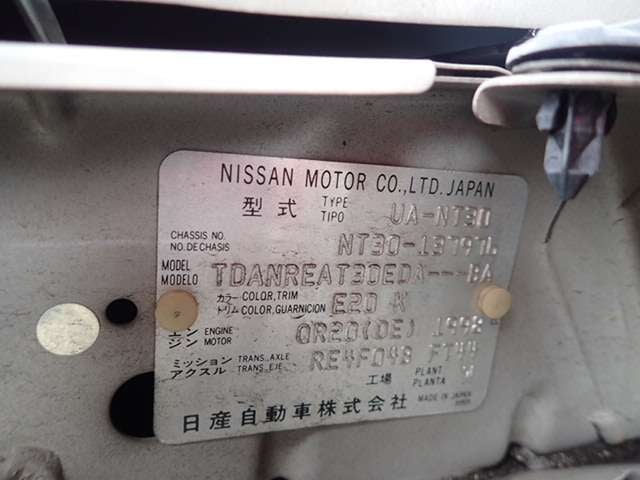 NISSAN MOTOR CO.,LTD. JAPAN
型式 TYPE TIPO UA-NT30
CHASSIS NO. NO. DE CHASIS
MODEL MODELO TDANREAT30EDA---BA
カラー トリム COLOR, TRIM COLOR, GUARNICION E20 K
エンジン ENGINE MOTOR QR20(DE) 1998
ミッション アクスル TRANS., AXLE TRANS., EJE RE4F04B FT44
工場 PLANT PLANTA
日産自動車株式会社 MADE IN JAPAN